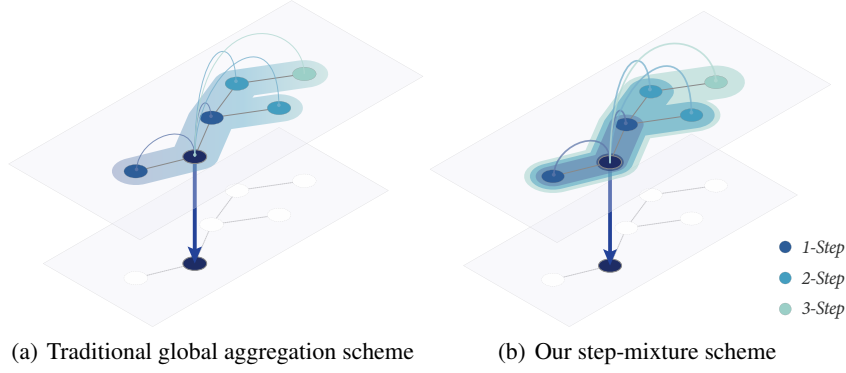 1-Step
2-Step
3-Step
(a) Traditional global aggregation scheme
(b) Our step-mixture scheme